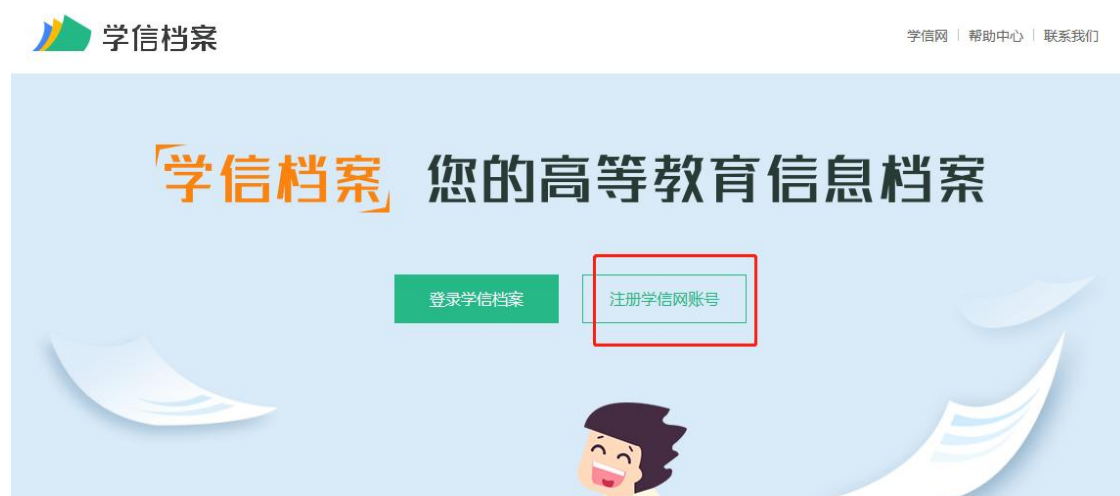 学信档案
学信网 | 帮助中心 | 联系我们
「学信档案」 您的高等教育信息档案
登录学信档案
注册学信网账号